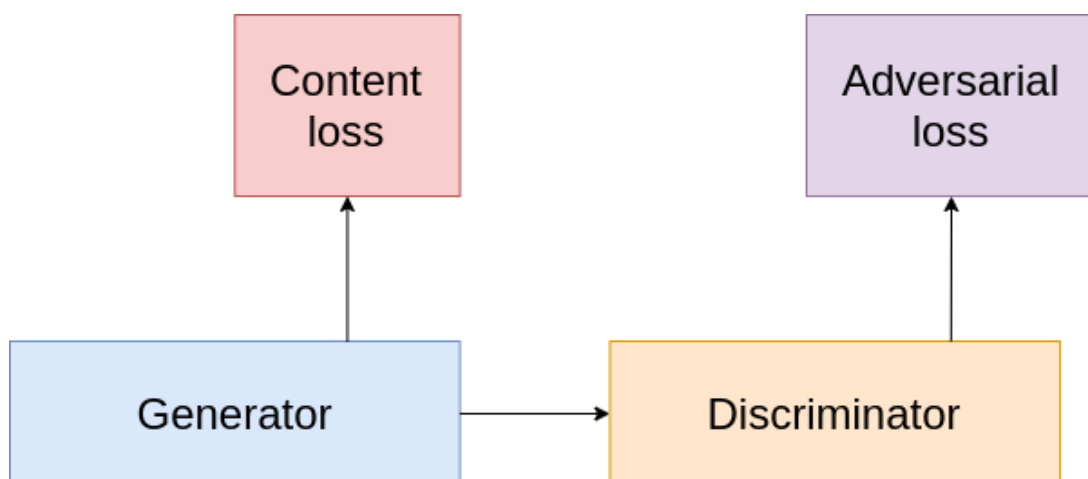 Content
loss
Adversarial
loss
Generator
Discriminator